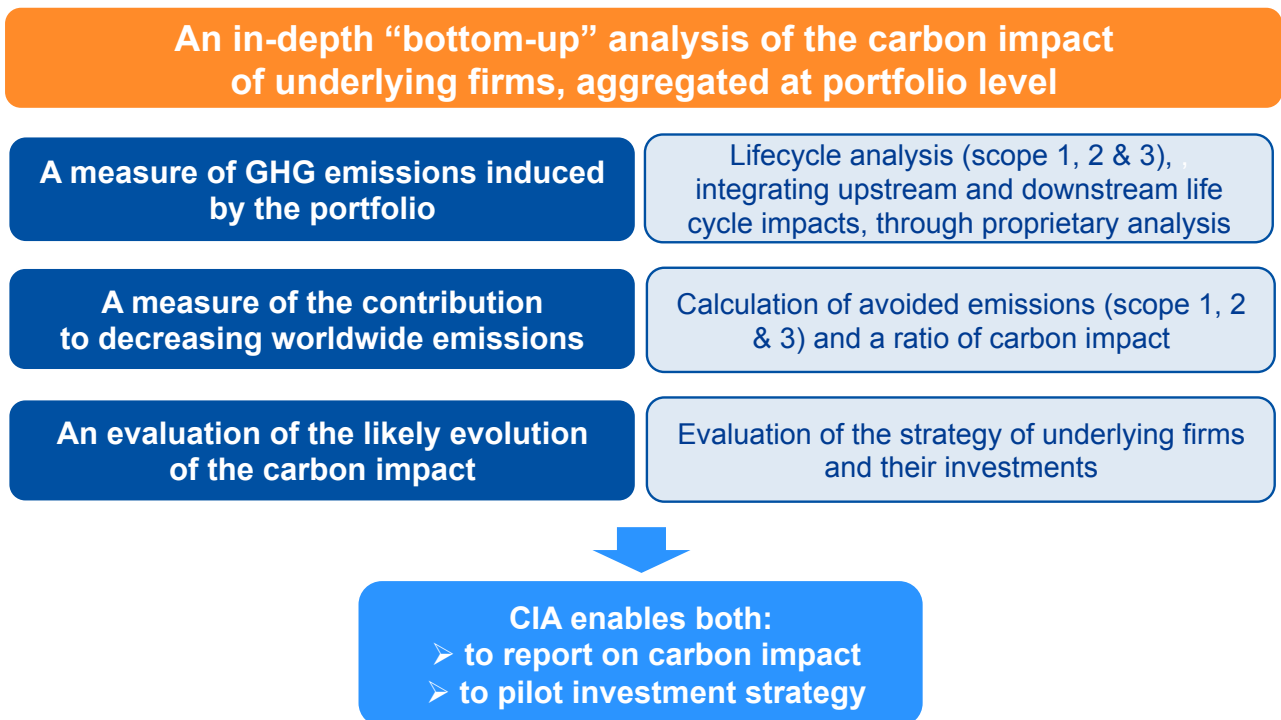 An in-depth “bottom-up” analysis of the carbon impact
of underlying firms, aggregated at portfolio level
A measure of GHG emissions induced
by the portfolio
Lifecycle analysis (scope 1, 2 & 3), ,
integrating upstream and downstream life
cycle impacts, through proprietary analysis
A measure of the contribution
to decreasing worldwide emissions
Calculation of avoided emissions (scope 1, 2
& 3) and a ratio of carbon impact
An evaluation of the likely evolution
of the carbon impact
Evaluation of the strategy of underlying firms
and their investments
CIA enables both:
➢ to report on carbon impact
➢ to pilot investment strategy